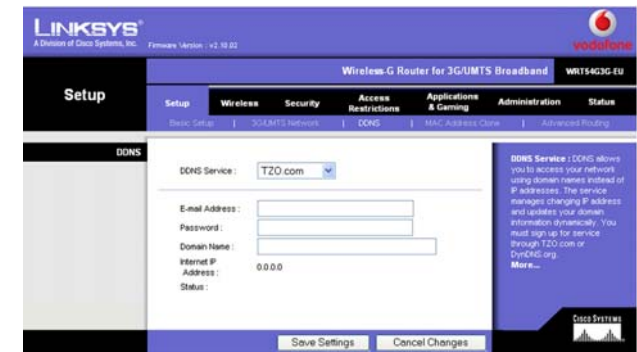 LINKSYS®
A Division of Cisco Systems, Inc.
Firmware Version : v2.10.02
vodafone
Wireless-G Router for 3G/UMTS Broadband
WRT54G3G-EU
Setup
Setup
Wireless
Security
Access Restrictions
Applications & Gaming
Administration
Status
Basic Setup | 3G/UMTS Network | DDNS | MAC Address Clone | Advanced Routing
DDNS
DDNS Service :
TZO.com
E-mail Address :
Password :
Domain Name :
Internet IP
Address :
0.0.0.0
Status :
DDNS Service : DDNS allows
you to access your network
using domain names instead of
IP addresses. The service
manages changing IP address
and updates your domain
information dynamically. You
must sign up for service
through TZO.com or
DynDNS.org.
More...
Save Settings
Cancel Changes
CISCO SYSTEMS